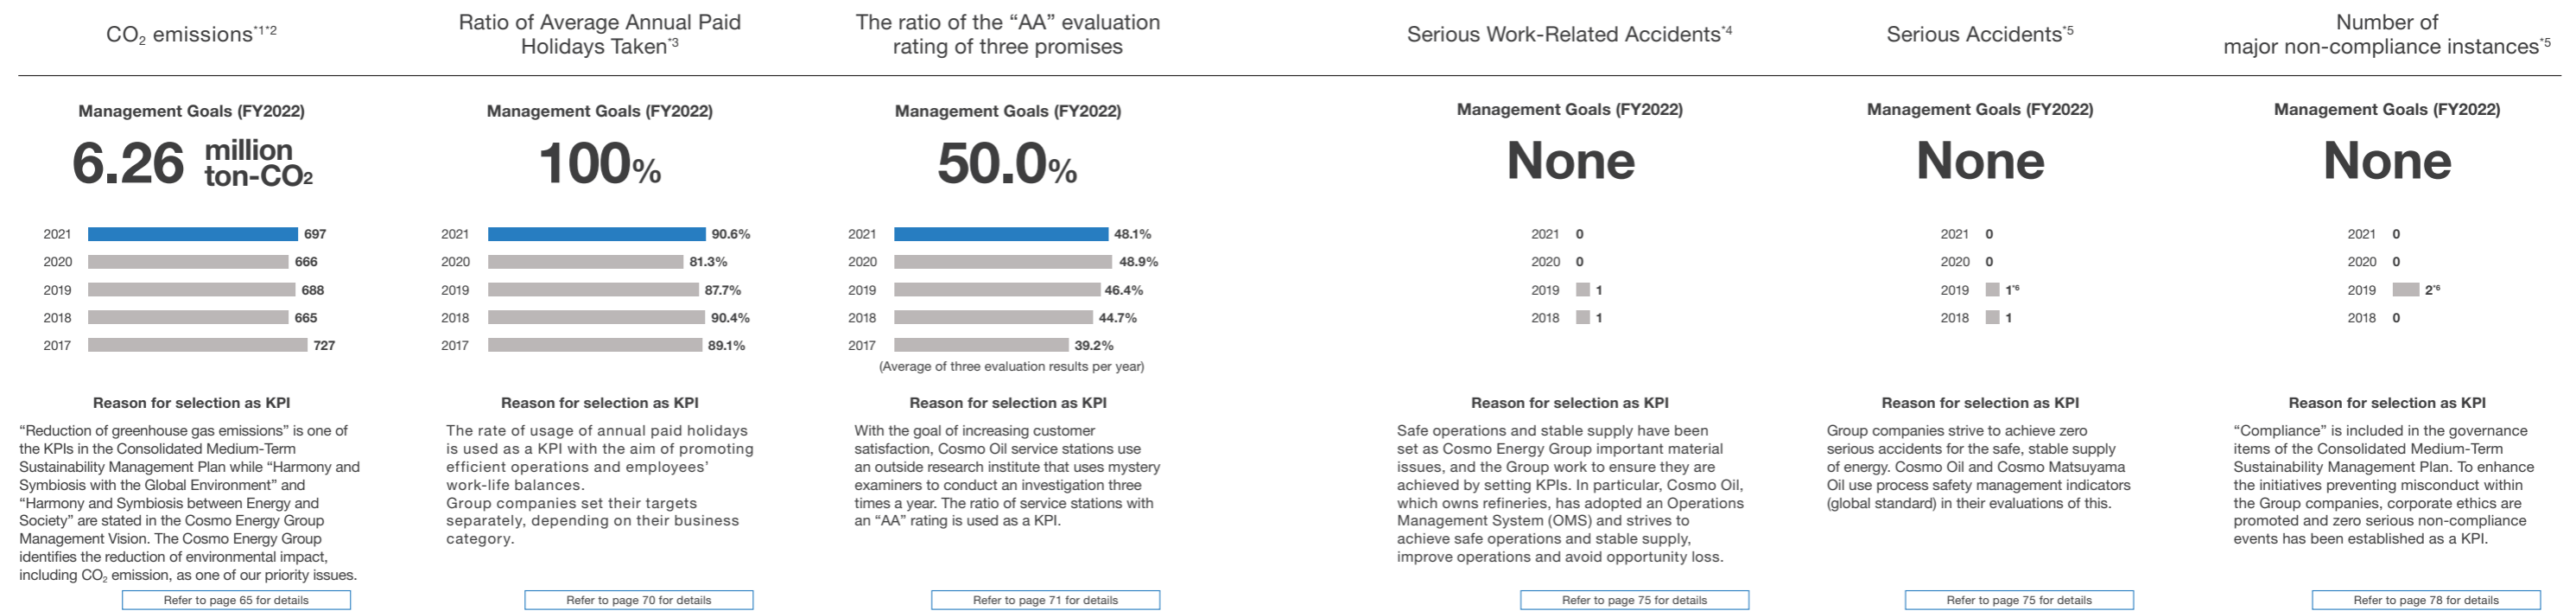 CO2 emissions*1*2
Management Goals (FY2022)
6.26 million
ton-CO2
2021 697
2020 666
2019 688
2018 665
2017 727
Reason for selection as KPI
“Reduction of greenhouse gas emissions” is one of
the KPIs in the Consolidated Medium-Term
Sustainability Management Plan while “Harmony and
Symbiosis with the Global Environment” and
“Harmony and Symbiosis between Energy and
Society” are stated in the Cosmo Energy Group
Management Vision. The Cosmo Energy Group
identifies the reduction of environmental impact,
including CO2 emission, as one of our priority issues.
Refer to page 65 for details
Ratio of Average Annual Paid
Holidays Taken*3
Management Goals (FY2022)
100%
2021 90.6%
2020 81.3%
2019 87.7%
2018 90.4%
2017 89.1%
Reason for selection as KPI
The rate of usage of annual paid holidays
is used as a KPI with the aim of promoting
efficient operations and employees’
work-life balances.
Group companies set their targets
separately, depending on their business
category.
Refer to page 70 for details
The ratio of the “AA” evaluation
rating of three promises
Management Goals (FY2022)
50.0%
2021 48.1%
2020 48.9%
2019 46.4%
2018 44.7%
2017 39.2%
(Average of three evaluation results per year)
Reason for selection as KPI
With the goal of increasing customer
satisfaction, Cosmo Oil service stations use
an outside research institute that uses mystery
examiners to conduct an investigation three
times a year. The ratio of service stations with
an “AA” rating is used as a KPI.
Refer to page 71 for details
Serious Work-Related Accidents*4
Management Goals (FY2022)
None
2021 0
2020 0
2019 1
2018 1
Reason for selection as KPI
Safe operations and stable supply have been
set as Cosmo Energy Group important material
issues, and the Group work to ensure they are
achieved by setting KPIs. In particular, Cosmo Oil,
which owns refineries, has adopted an Operations
Management System (OMS) and strives to
achieve safe operations and stable supply,
improve operations and avoid opportunity loss.
Refer to page 75 for details
Serious Accidents*5
Management Goals (FY2022)
None
2021 0
2020 0
2019 1*6
2018 1
Reason for selection as KPI
Group companies strive to achieve zero
serious accidents for the safe, stable supply
of energy. Cosmo Oil and Cosmo Matsuyama
Oil use process safety management indicators
(global standard) in their evaluations of this.
Refer to page 75 for details
Number of
major non-compliance instances*5
Management Goals (FY2022)
None
2021 0
2020 0
2019 2*6
2018 0
Reason for selection as KPI
“Compliance” is included in the governance
items of the Consolidated Medium-Term
Sustainability Management Plan. To enhance
the initiatives preventing misconduct within
the Group companies, corporate ethics are
promoted and zero serious non-compliance
events has been established as a KPI.
Refer to page 78 for details